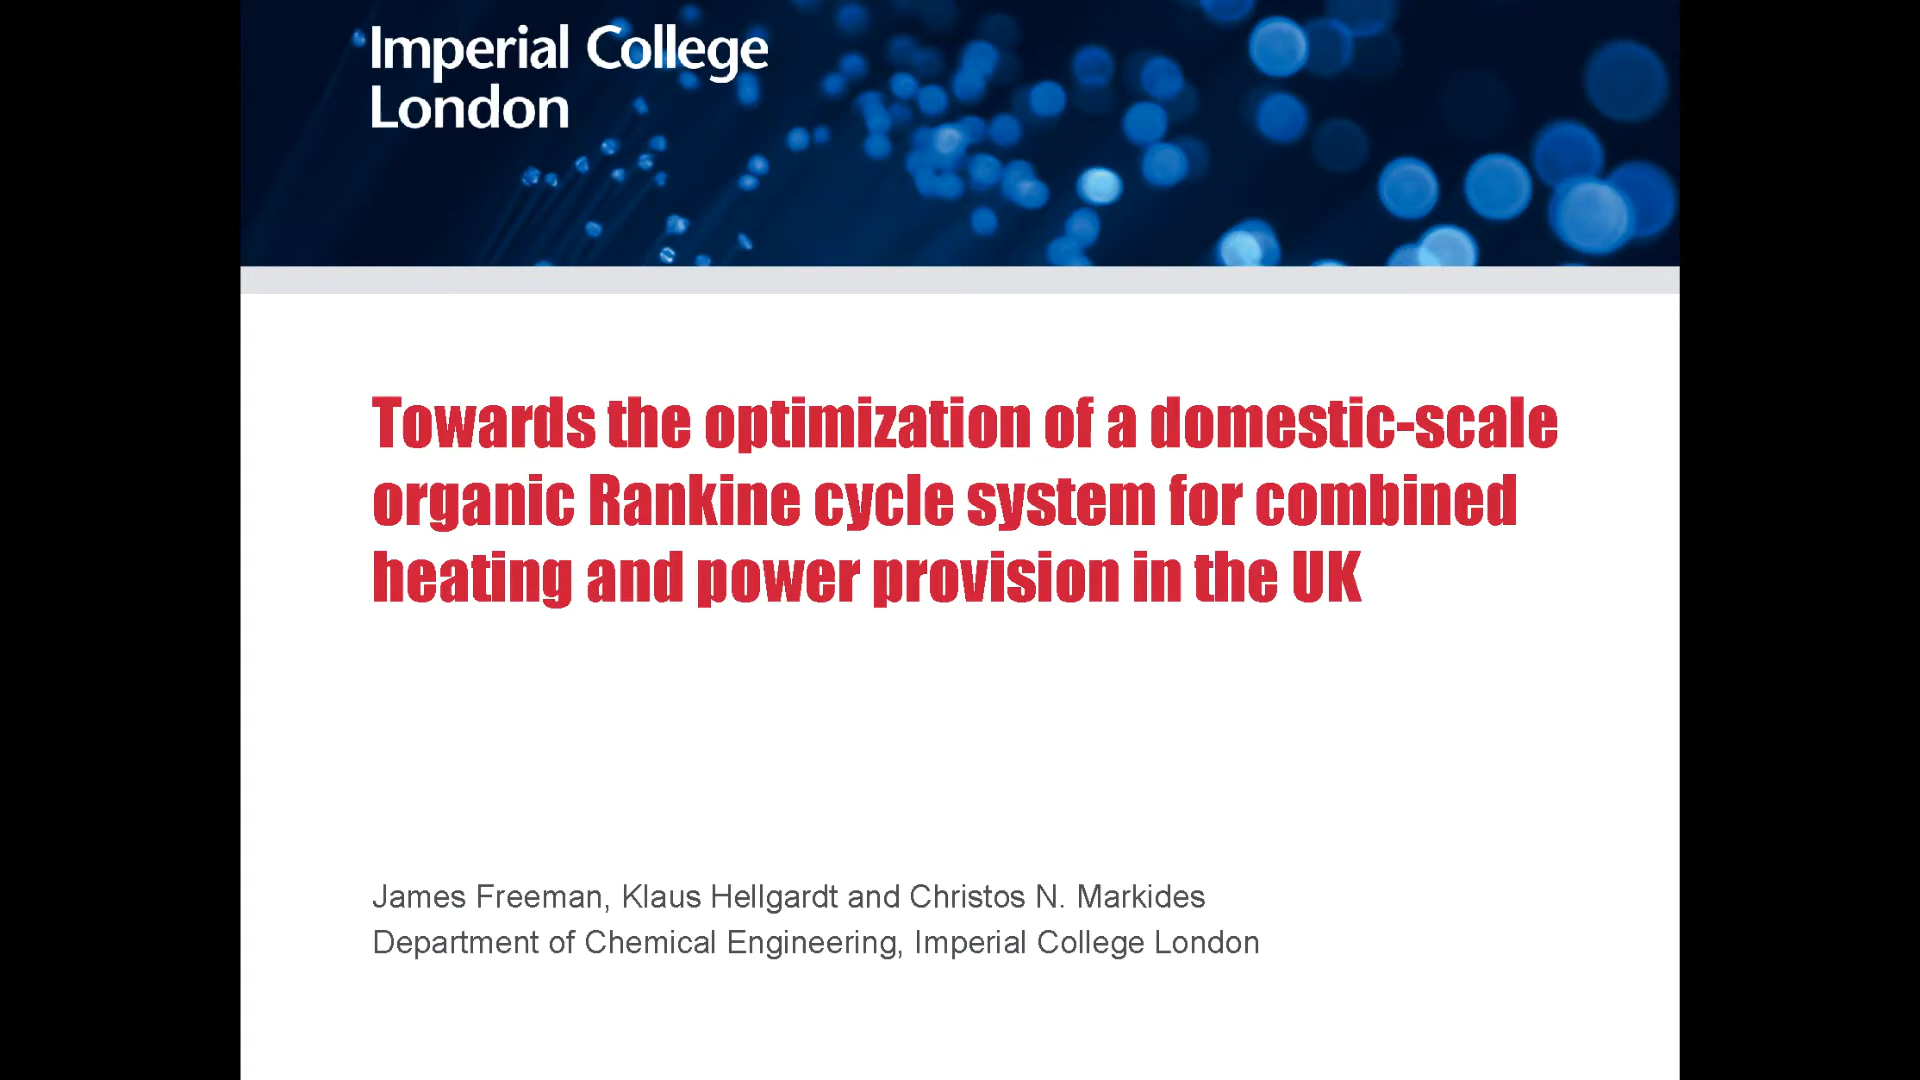 Imperial College
London
Towards the optimization of a domestic-scale
organic Rankine cycle system for combined
heating and power provision in the UK
James Freeman, Klaus Hellgardt and Christos N. Markides
Department of Chemical Engineering, Imperial College London